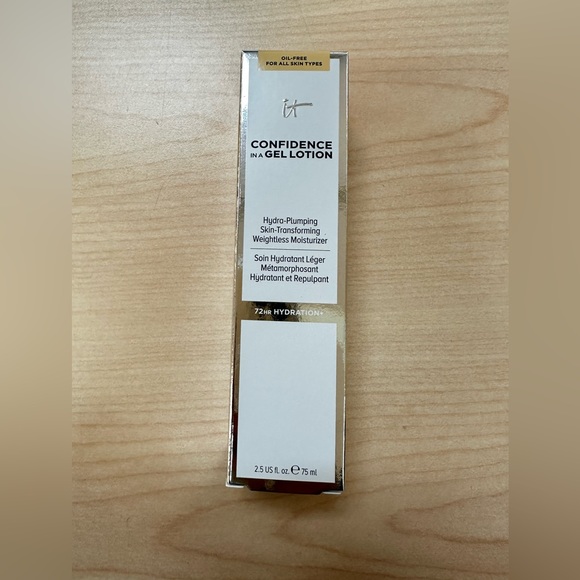 OIL-FREE
FOR ALL SKIN TYPES
it
CONFIDENCE
IN A GEL LOTION
Hydra-Plumping
Skin-Transforming
Weightless Moisturizer
Soin Hydratant Léger
Métamorphosant
Hydratant et Repulpant
72HR HYDRATION+
2.5 US fl. oz. ℮ 75 ml